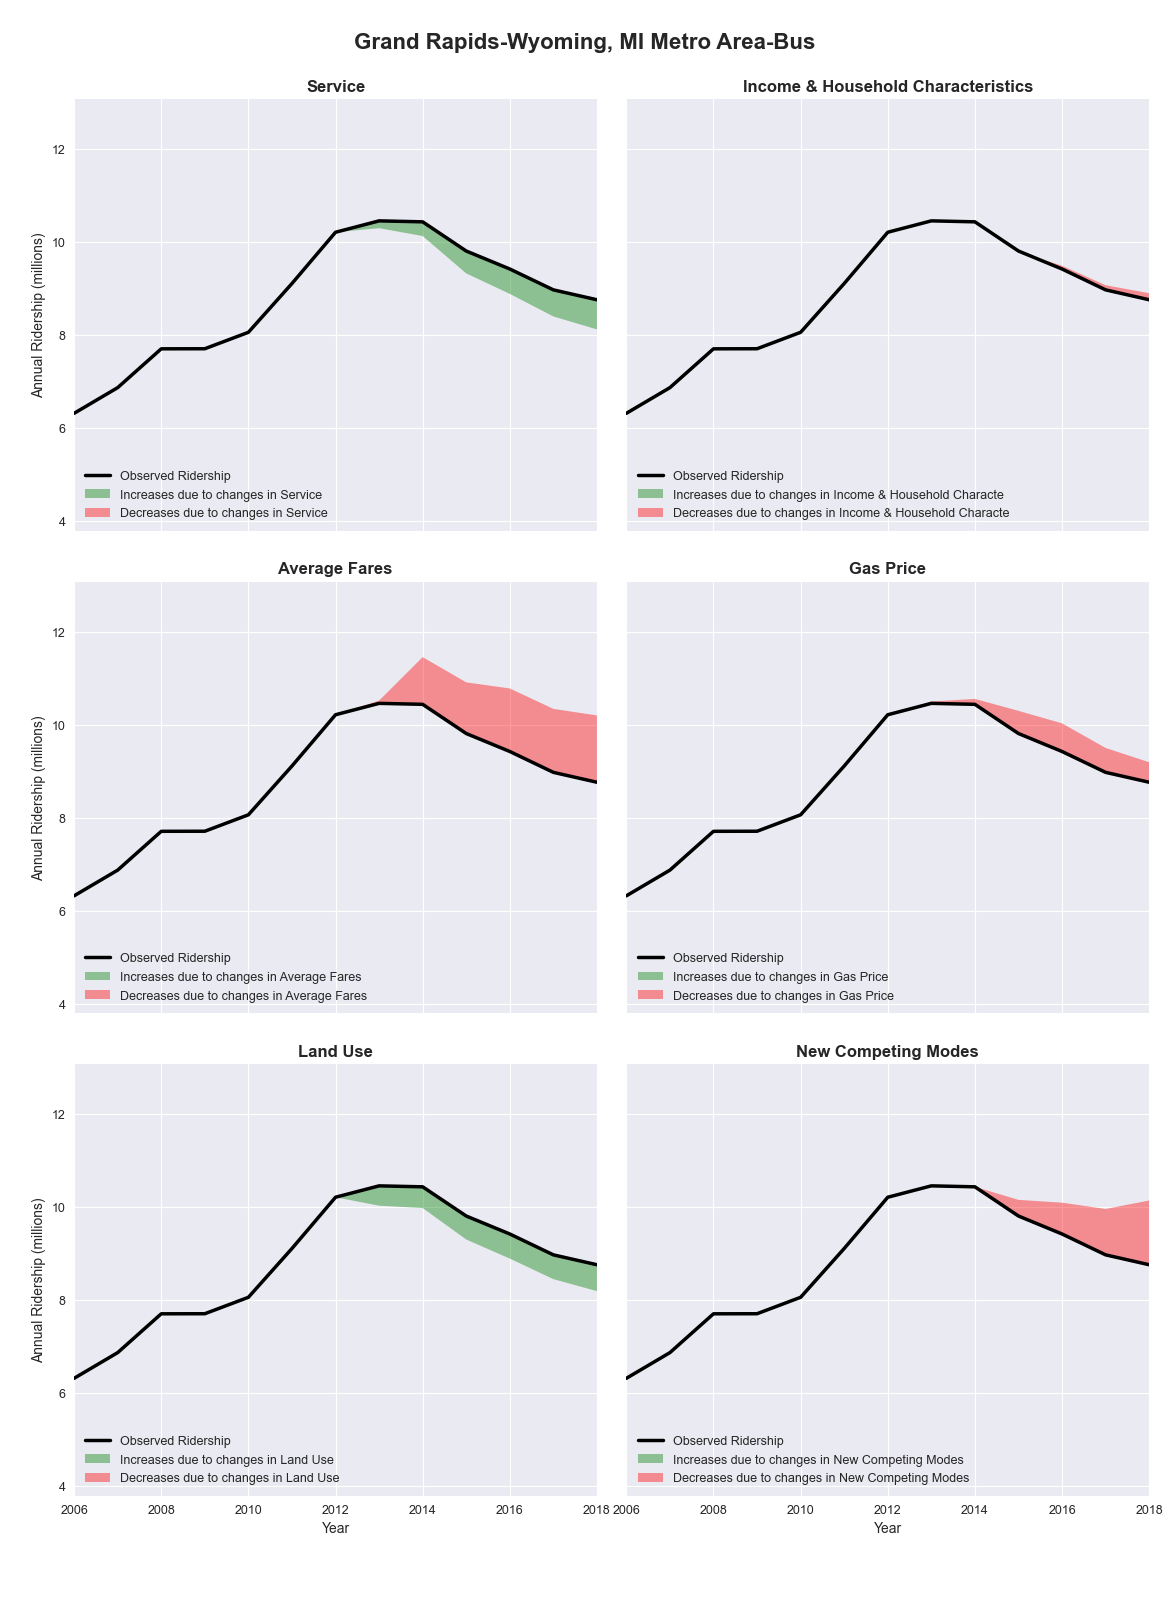 Grand Rapids-Wyoming, MI Metro Area-Bus
Service
12
10
8
6
4
Annual Ridership (millions)
Observed Ridership
Increases due to changes in Service
Decreases due to changes in Service
Income & Household Characteristics
Observed Ridership
Increases due to changes in Income & Household Characte
Decreases due to changes in Income & Household Characte
Average Fares
12
10
8
6
4
Annual Ridership (millions)
Observed Ridership
Increases due to changes in Average Fares
Decreases due to changes in Average Fares
Gas Price
Observed Ridership
Increases due to changes in Gas Price
Decreases due to changes in Gas Price
Land Use
12
10
8
6
4
Annual Ridership (millions)
Observed Ridership
Increases due to changes in Land Use
Decreases due to changes in Land Use
2006 2008 2010 2012 2014 2016 2018
Year
New Competing Modes
Observed Ridership
Increases due to changes in New Competing Modes
Decreases due to changes in New Competing Modes
2006 2008 2010 2012 2014 2016 2018
Year